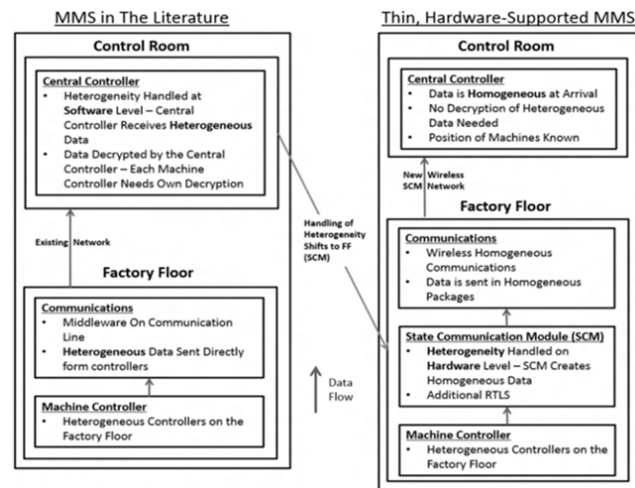 MMS in The Literature
Control Room
Central Controller
• Heterogeneity Handled at
Software Level – Central
Controller Receives Heterogeneous
Data
• Data Decrypted by the Central
Controller – Each Machine
Controller Needs Own Decryption
Existing Network
Factory Floor
Communications
• Middleware On Communication
Line
• Heterogeneous Data Sent Directly
form controllers
Machine Controller
• Heterogeneous Controllers on the
Factory Floor
Handling of
Heterogeneity
Shifts to FF
(SCM)
Data
Flow
Thin, Hardware-Supported MMS
Control Room
Central Controller
• Data is Homogeneous at Arrival
• No Decryption of Heterogeneous
Data Needed
• Position of Machines Known
New Wireless
SCM Network
Factory Floor
Communications
• Wireless Homogeneous
Communications
• Data is sent in Homogeneous
Packages
State Communication Module (SCM)
• Heterogeneity Handled on
Hardware Level – SCM Creates
Homogeneous Data
• Additional RTLS
Machine Controller
• Heterogeneous Controllers on the
Factory Floor